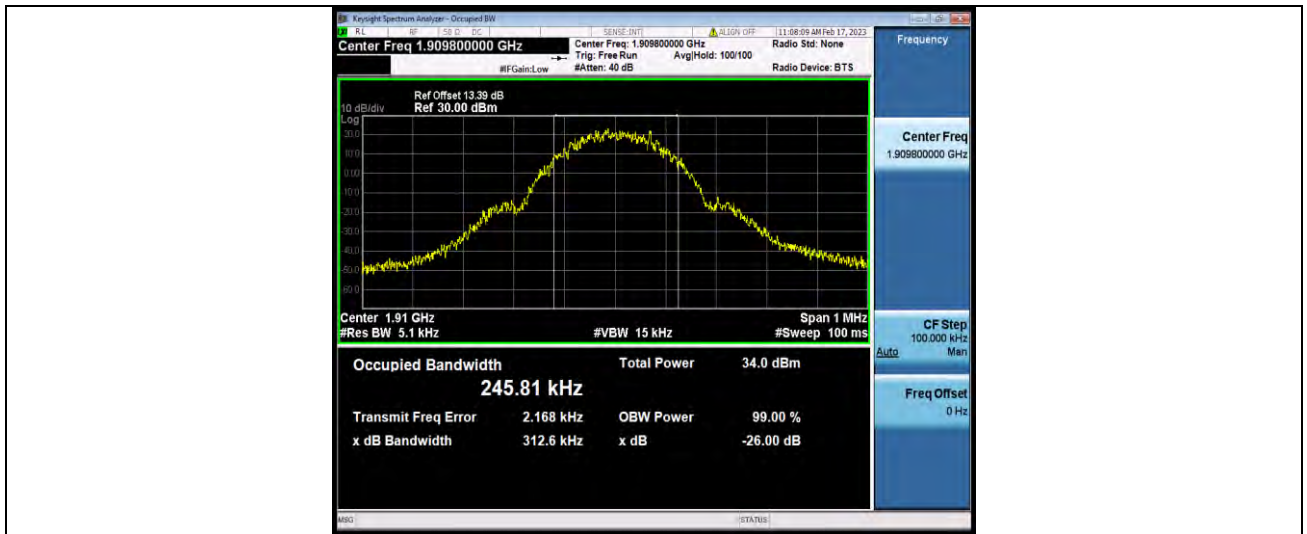 Keysight Spectrum Analyzer - Occupied BW
RL RF 50 Ω DC SENSE:INT ALIGN OFF 11:08:09 AM Feb 17, 2023
Center Freq 1.909800000 GHz
Center Freq: 1.909800000 GHz
Radio Std: None
Trig: Free Run Avg|Hold: 100/100
#IFGain:Low #Atten: 40 dB Radio Device: BTS
Frequency
Ref Offset 13.39 dB
10 dB/div Ref 30.00 dBm
Log
Center Freq
1.909800000 GHz
Center 1.91 GHz Span 1 MHz
#Res BW 5.1 kHz #VBW 15 kHz #Sweep 100 ms
CF Step
100.000 kHz
Auto Man
Occupied Bandwidth Total Power 34.0 dBm
245.81 kHz
Freq Offset
0 Hz
Transmit Freq Error 2.168 kHz OBW Power 99.00 %
x dB Bandwidth 312.6 kHz x dB -26.00 dB
MSG STATUS